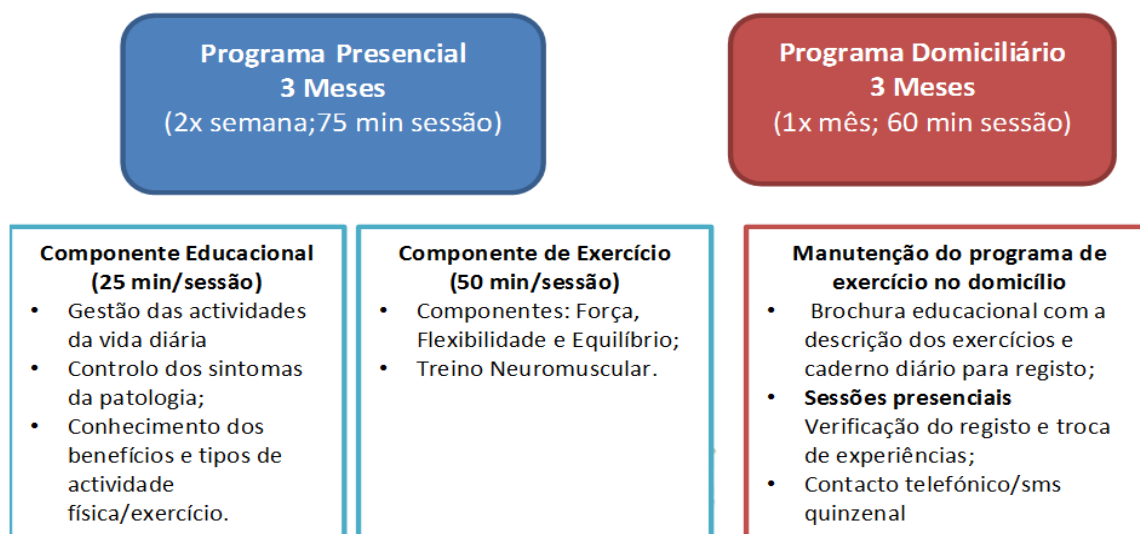 Programa Presencial
3 Meses
(2x semana;75 min sessão)
Programa Domiciliário
3 Meses
(1x mês; 60 min sessão)
Componente Educacional
(25 min/sessão)
• Gestão das actividades
da vida diária
• Controlo dos sintomas
da patologia;
• Conhecimento dos
benefícios e tipos de
actividade
física/exercício.
Componente de Exercício
(50 min/sessão)
• Componentes: Força,
Flexibilidade e Equilíbrio;
• Treino Neuromuscular.
Manutenção do programa de
exercício no domicílio
• Brochura educacional com a
descrição dos exercícios e
caderno diário para registo;
• Sessões presenciais
Verificação do registo e troca
de experiências;
• Contacto telefónico/sms
quinzenal